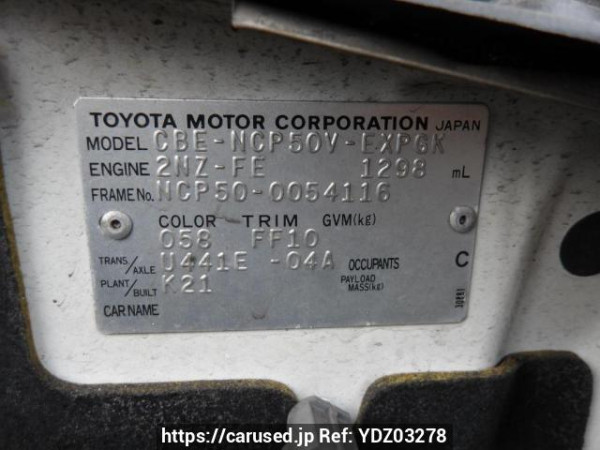 TOYOTA MOTOR CORPORATION JAPAN
MODEL CBE-NCP50V-EXPGK
ENGINE 2NZ-FE 1298 mL
FRAME No. NCP50-0054116
COLOR TRIM GVM(kg)
058 FF10
TRANS/AXLE U441E -04A OCCUPANTS C
PLANT/BUILT K21 PAYLOAD MASS(kg)
CAR NAME
https://carused.jp Ref: YDZ03278